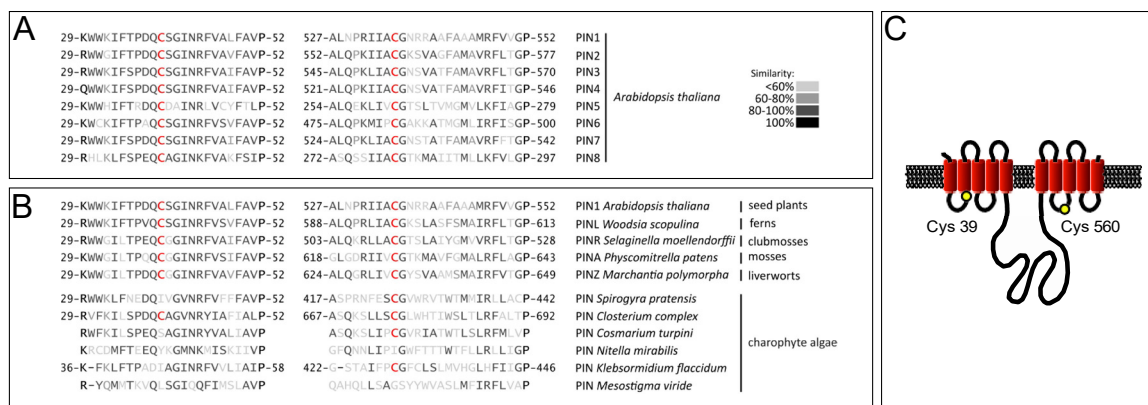 A
29-KWWKIFTPDQCSGINRFVALFAVP-52 527-ALNPRIIACGNRRAAFAAAMRFVVGP-552 PIN1
29-RWWGIFTPDQCSGINRFVALFAVP-52 552-ALQPKIIACGKSVAGFAMAVRFLTGP-577 PIN2
29-RWWKIFSPDQCSGINRFVAIFAVP-52 545-ALQPKLIACGNSVATFAMAVRFLTGP-570 PIN3
29-QWWKIFSPDQCSGINRFVAIFAVP-52 521-ALQPKIIACGNSVATFAMAVRFITGP-546 PIN4
29-KWHIFTRDQCDAINRLVCYFTLP-52 254-ALQEKLIVCGTSLTVMGMVLKFIAGP-279 PIN5
29-KWCKIFTPAQCSGINRFVSVFAVP-52 475-ALQPKMIPCGAKKATMGMLIRFISGP-500 PIN6
29-RWWKIFSPDQCSGINRFVAIFAVP-52 524-ALQPKIIACGNSTATFAMAVRFFTGP-542 PIN7
29-RHLKLFSPEQCAGINKFVAKFSIP-52 272-ASQSSIIACGTKMAIITMLLKFVLGP-297 PIN8
Arabidopsis thaliana
Similarity:
<60%
60-80%
80-100%
100%
B
29-KWWKIFTPDQCSGINRFVALFAVP-52 527-ALNPRIIACGNRRAAFAAAMRFVVGP-552 PIN1 Arabidopsis thaliana seed plants
29-RWWKIFTPVQCSGINRFVSVFAVP-52 588-ALQPRIIACGKSLASFSMAIRFLTGP-613 PINL Woodsia scopulina ferns
29-RWWGILTPEQCGGINRFVAIFAVP-52 503-ALQKRLLACGTSLAIYGMVVRFLTGP-528 PINR Selaginella moellendorffii clubmosses
29-RWWGILTPQQCGGINRFVSIFAVP-52 618-GLGDRIIVCGTKMAVFGMALRFLAGP-643 PINA Physcomitrella patens mosses
29-RWWKILTPDQCAGINRFVAVFAVP-52 624-ALQGRLIVCGYSVAAMSMAIRFVTGP-649 PINZ Marchantia polymorpha liverworts
29-RWWKLFNEDQIVGVNRFVFFFAVP-52 417-ASPRNFESCGVWRVTWTMMIRLLACP-442 PIN Spirogyra pratensis
29-RVFKILSPDQCAGVNRYIAFIALP-52 667-ASQKSLLSCGLWHTIWSLTLRFALTP-692 PIN Closterium complex
RWFKILSPEQSAGINRYVALIAVP ASQKSLIPCGVRIATWTLSLRFMLVP PIN Cosmarium turpini
KRCDMFTEEQYKGMNKMISKIIVP GFQNNLIPIGWFTTTWTFLLRLLIGP PIN Nitella mirabilis
36-K-FKLFTPADIAGINRFVVLIAIP-58 422-G-STAIFPCGFCLSLMVHGLHFIIGP-446 PIN Klebsormidium flaccidum
R-YQMMTKVQLSGIQQFIMSLAVP QAHQLLSAGSYYWVASLMFIRFLVAP PIN Mesostigma viride
charophyte algae
C
Cys 39 Cys 560